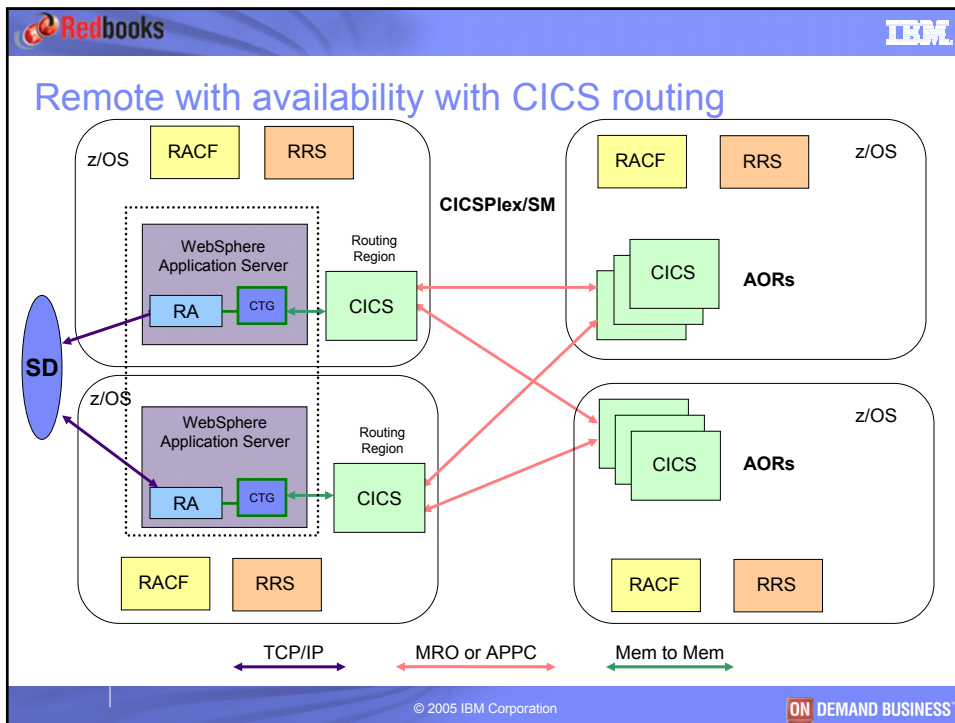 Redbooks
IBM
Remote with availability with CICS routing
z/OS
RACF
RRS
WebSphere
Application Server
RA
CTG
Routing
Region
CICS
CICSPlex/SM
RACF
RRS
z/OS
CICS
AORs
SD
z/OS
WebSphere
Application Server
RA
CTG
Routing
Region
CICS
RACF
RRS
z/OS
CICS
AORs
RACF
RRS
TCP/IP
MRO or APPC
Mem to Mem
© 2005 IBM Corporation
ON DEMAND BUSINESS™